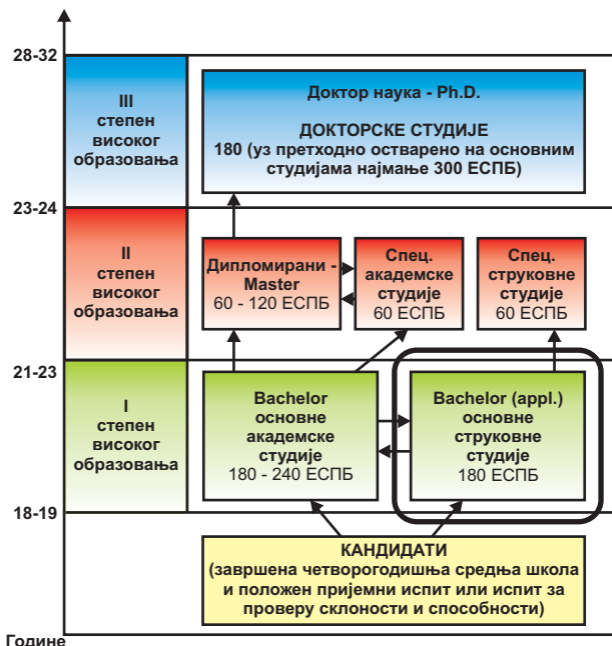 28-32
III
степен
високог
образовања
Доктор наука - Ph.D.
ДОКТОРСКЕ СТУДИЈЕ
180 (уз претходно остварено на основним
студијама најмање 300 ЕСПБ)
23-24
II
степен
високог
образовања
Дипломирани -
Master
60 - 120 ЕСПБ
Спец.
академске
студије
60 ЕСПБ
Спец.
струковне
студије
60 ЕСПБ
21-23
I
степен
високог
образовања
Bachelor
основне
академске
студије
180 - 240 ЕСПБ
Bachelor (appl.)
основне
струковне
студије
180 ЕСПБ
18-19
КАНДИДАТИ
(завршена четворогодишња средња школа
и положен пријемни испит или испит за
проверу склоности и способности)
Године